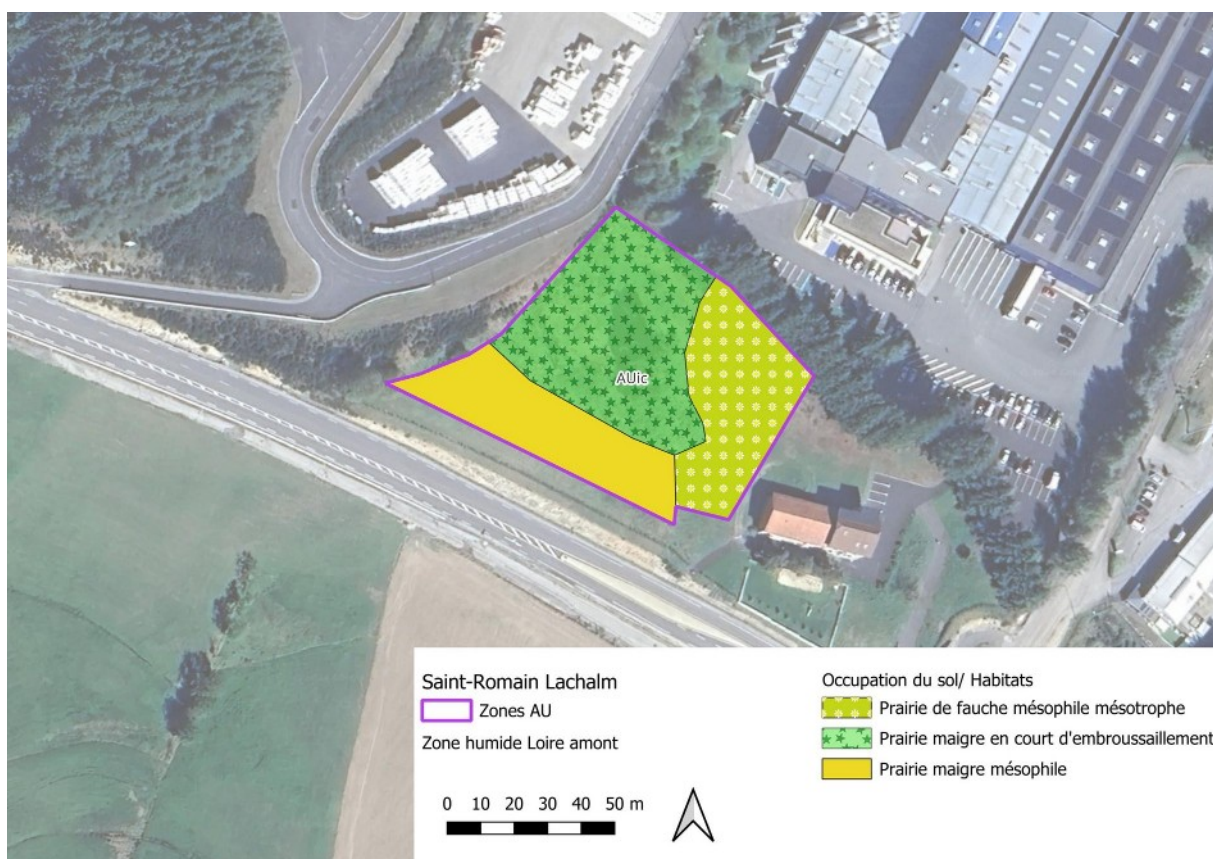 AUic
Saint-Romain Lachalm
Zones AU
Zone humide Loire amont
0 10 20 30 40 50 m
Occupation du sol/ Habitats
Prairie de fauche mésophile mésotrophe
Prairie maigre en court d'embroussaillement
Prairie maigre mésophile